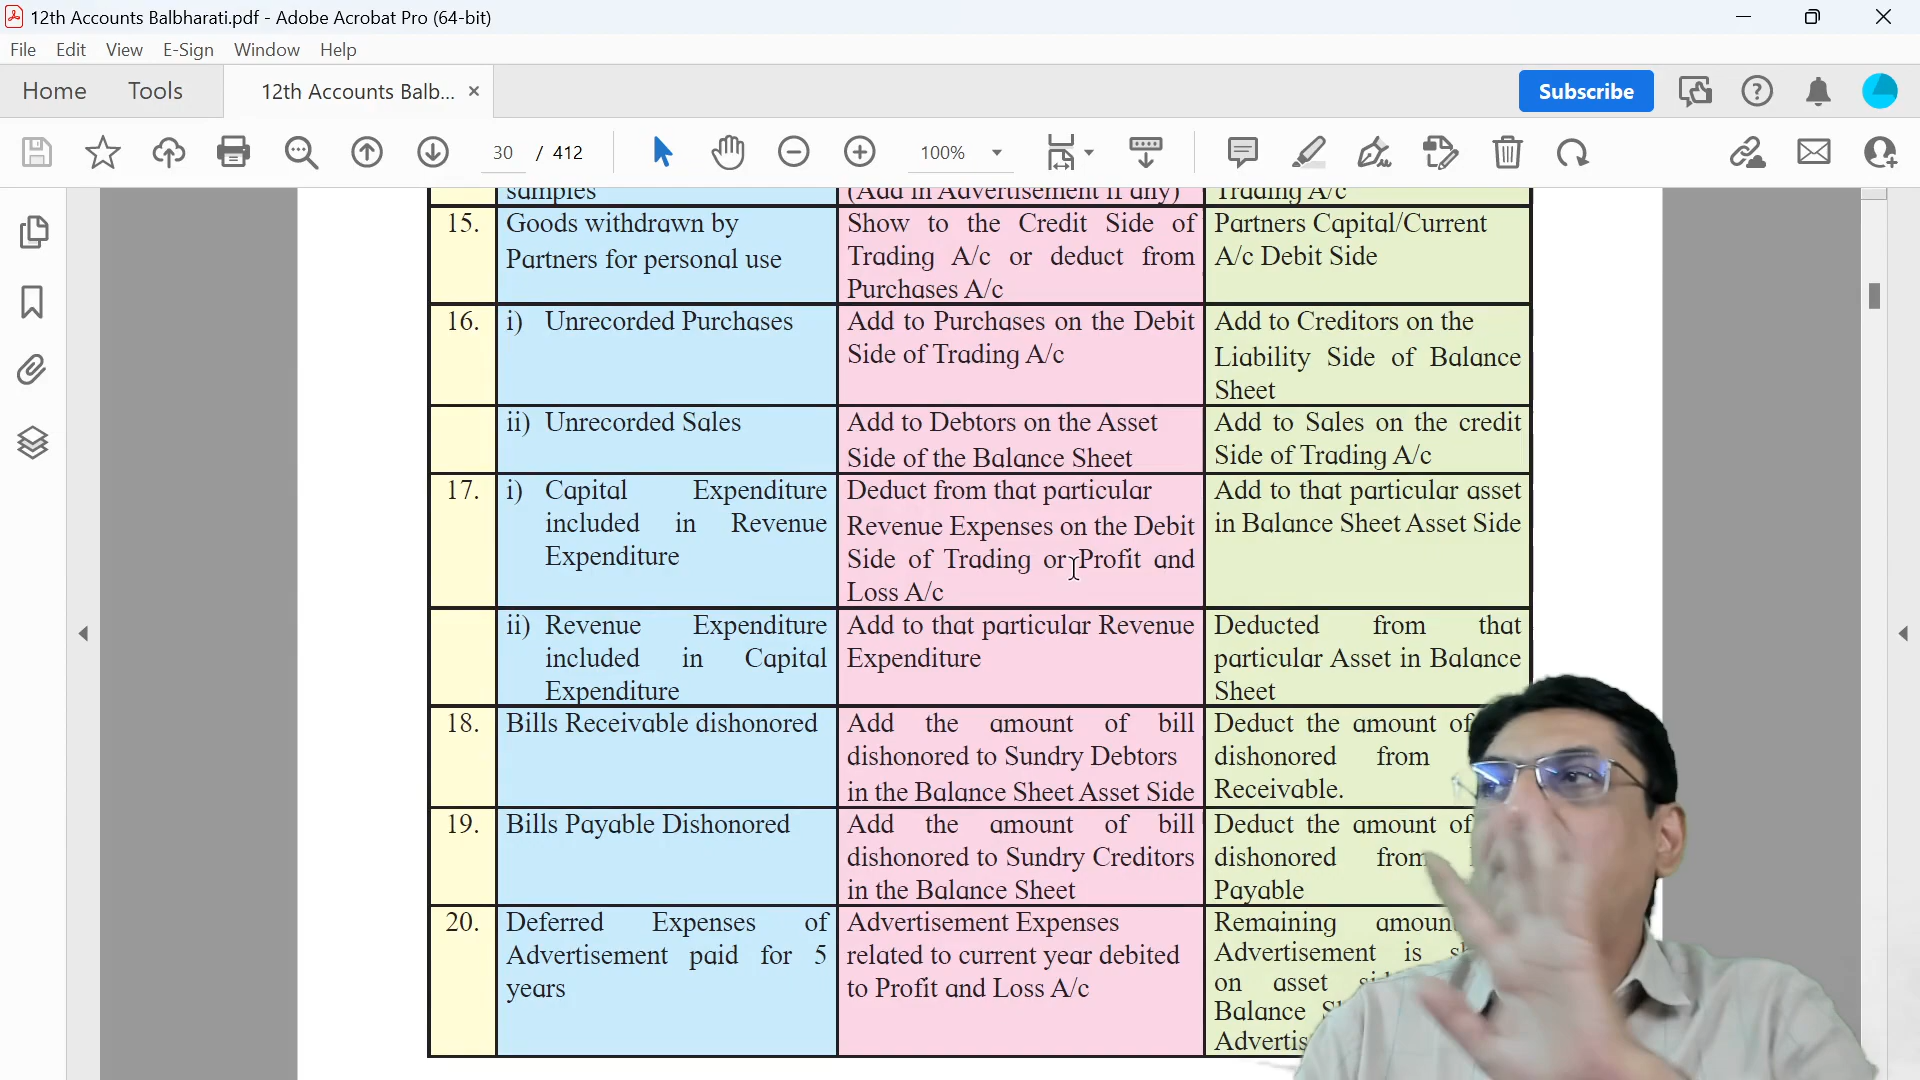 12th Accounts Balbharati.pdf - Adobe Acrobat Pro (64-bit)
File Edit View E-Sign Window Help
Home Tools 12th Accounts Balb... Subscribe
30 / 412 100%
samples (Add in Advertisement if any) Trading A/c
15. Goods withdrawn by
Partners for personal use
Show to the Credit Side of
Trading A/c or deduct from
Purchases A/c
Partners Capital/Current
A/c Debit Side
16. i) Unrecorded Purchases
Add to Purchases on the Debit
Side of Trading A/c
Add to Creditors on the
Liability Side of Balance
Sheet
ii) Unrecorded Sales
Add to Debtors on the Asset
Side of the Balance Sheet
Add to Sales on the credit
Side of Trading A/c
17. i) Capital Expenditure
included in Revenue
Expenditure
Deduct from that particular
Revenue Expenses on the Debit
Side of Trading or Profit and
Loss A/c
Add to that particular asset
in Balance Sheet Asset Side
ii) Revenue Expenditure
included in Capital
Expenditure
Add to that particular Revenue
Expenditure
Deducted from that
particular Asset in Balance
Sheet
18. Bills Receivable dishonored
Add the amount of bill
dishonored to Sundry Debtors
in the Balance Sheet Asset Side
Deduct the amount of
dishonored from
Receivable.
19. Bills Payable Dishonored
Add the amount of bill
dishonored to Sundry Creditors
in the Balance Sheet
Deduct the amount of
dishonored from
Payable
20. Deferred Expenses of
Advertisement paid for 5
years
Advertisement Expenses
related to current year debited
to Profit and Loss A/c
Remaining
Advertisement is
on asset
Balance